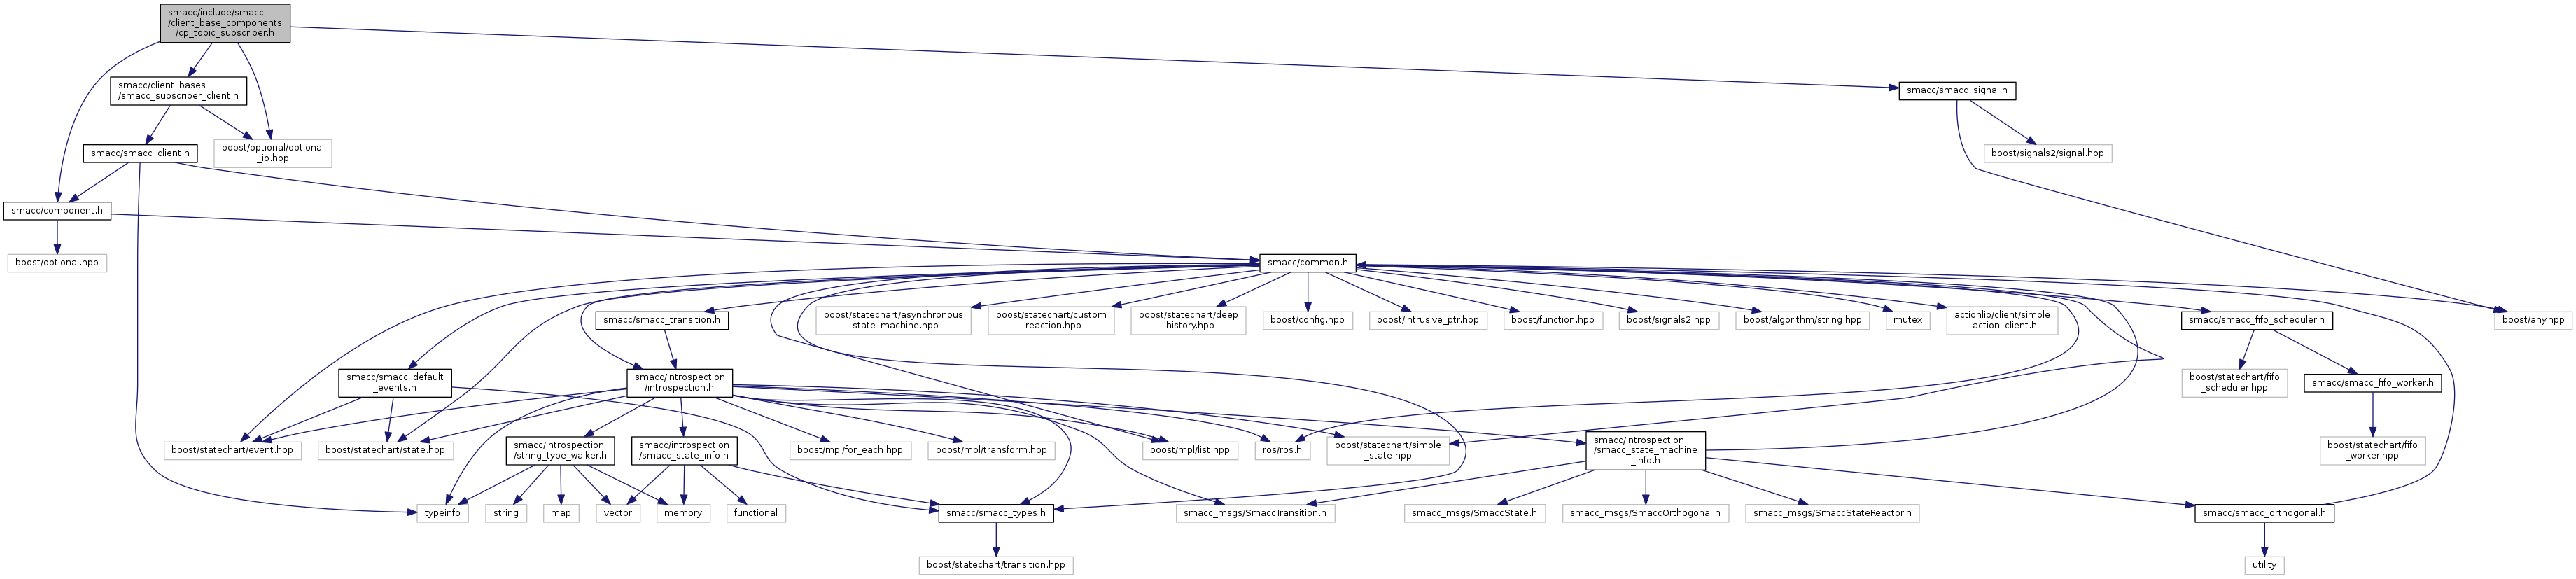 smacc/include/smacc
/client_base_components
/cp_topic_subscriber.h
smacc/client_bases
/smacc_subscriber_client.h
smacc/smacc_signal.h
smacc/smacc_client.h
boost/optional/optional
_io.hpp
boost/signals2/signal.hpp
smacc/component.h
boost/optional.hpp
smacc/common.h
smacc/smacc_transition.h
boost/statechart/asynchronous
_state_machine.hpp
boost/statechart/custom
_reaction.hpp
boost/statechart/deep
_history.hpp
boost/config.hpp
boost/intrusive_ptr.hpp
boost/function.hpp
boost/signals2.hpp
boost/algorithm/string.hpp
mutex
actionlib/client/simple
_action_client.h
smacc/smacc_fifo_scheduler.h
boost/any.hpp
smacc/smacc_default
_events.h
smacc/introspection
/introspection.h
boost/statechart/fifo
_scheduler.hpp
smacc/smacc_fifo_worker.h
boost/statechart/event.hpp
boost/statechart/state.hpp
smacc/introspection
/string_type_walker.h
smacc/introspection
/smacc_state_info.h
boost/mpl/for_each.hpp
boost/mpl/transform.hpp
boost/mpl/list.hpp
ros/ros.h
boost/statechart/simple
_state.hpp
smacc/introspection
/smacc_state_machine
_info.h
boost/statechart/fifo
_worker.hpp
typeinfo
string
map
vector
memory
functional
smacc/smacc_types.h
smacc_msgs/SmaccTransition.h
smacc_msgs/SmaccState.h
smacc_msgs/SmaccOrthogonal.h
smacc_msgs/SmaccStateReactor.h
smacc/smacc_orthogonal.h
boost/statechart/transition.hpp
utility